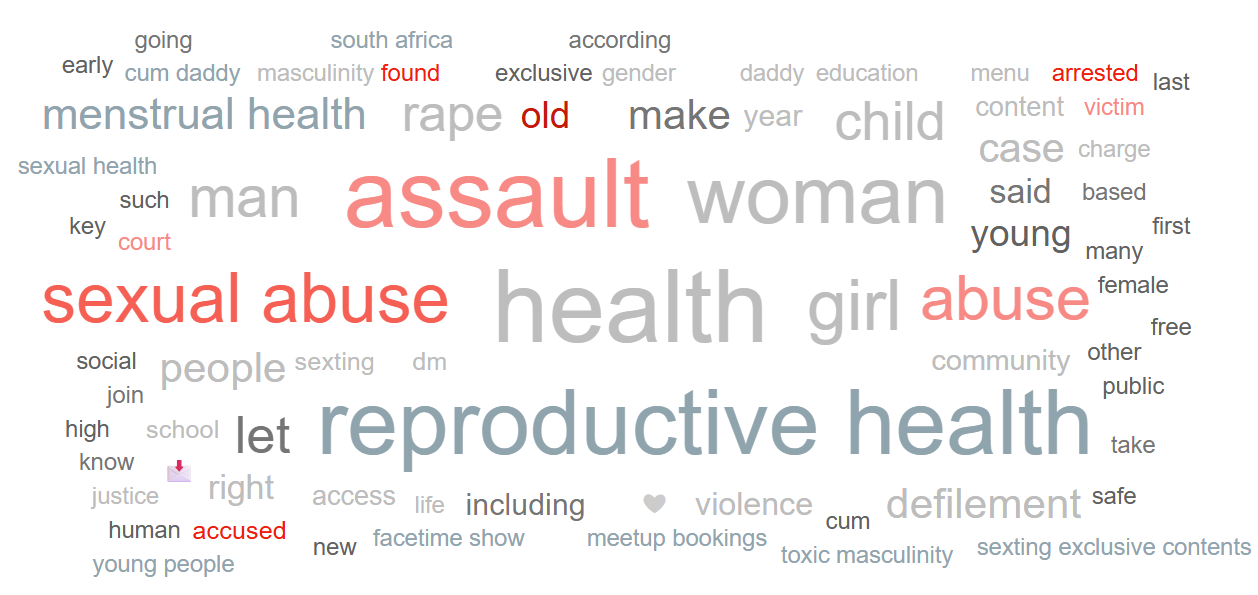 going south africa according
early cum daddy masculinity found exclusive gender daddy education menu arrested last
menstrual health rape old make year child content victim
sexual health man assault woman case charge
such said based
key court young many first
sexual abuse health girl abuse female
free
social people sexting dm community other
join public
high school let reproductive health take
know
justice right access life including violence cum defilement safe
human accused new facetime show meetup bookings toxic masculinity sexting exclusive contents
young people